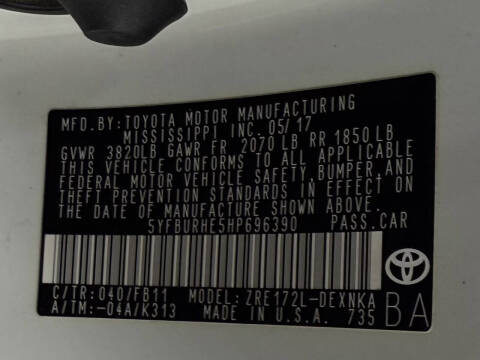 MFD.BY:TOYOTA MOTOR MANUFACTURING
MISSISSIPPI INC.05/17
GVWR 3820LB GAWR FR 2070 LB RR 1850 LB
THIS VEHICLE CONFORMS TO ALL APPLICABLE
FEDERAL MOTOR VEHICLE SAFETY, BUMPER, AND
THEFT PREVENTION STANDARDS IN EFFECT ON
THE DATE OF MANUFACTURE SHOWN ABOVE.
5YFBURHE5HP696390 PASS.CAR
C/TR:040/FB11 MODEL:ZRE172L-DEXNKA
A/TM:-04A/K313 MADE IN U.S.A. 735
BA